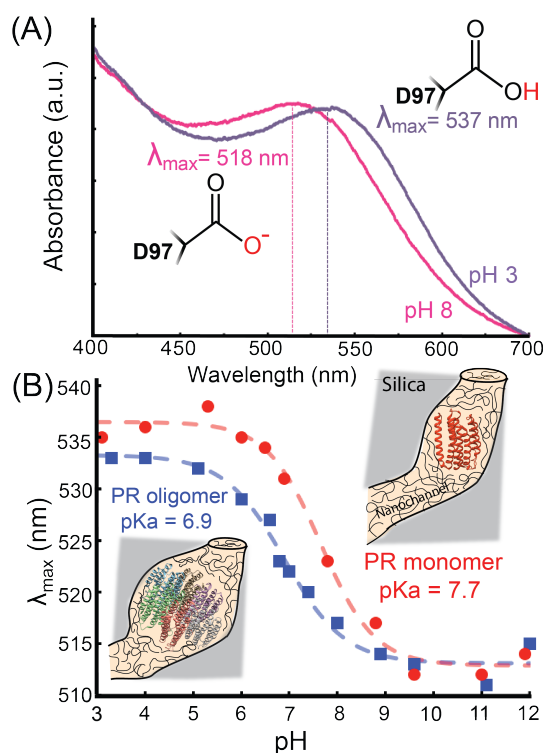 (A)
Absorbance (a.u.)
O
OH
D97
λmax= 537 nm
λmax= 518 nm
O
D97
O-
pH 3
pH 8
400
450
500
550
600
700
Wavelength (nm)
(B)
540
535
530
525
520
515
510
λmax (nm)
Silica
Nanochannel
PR oligomer
pKa = 6.9
PR monomer
pKa = 7.7
3
4
5
6
7
8
9
10
11
12
pH